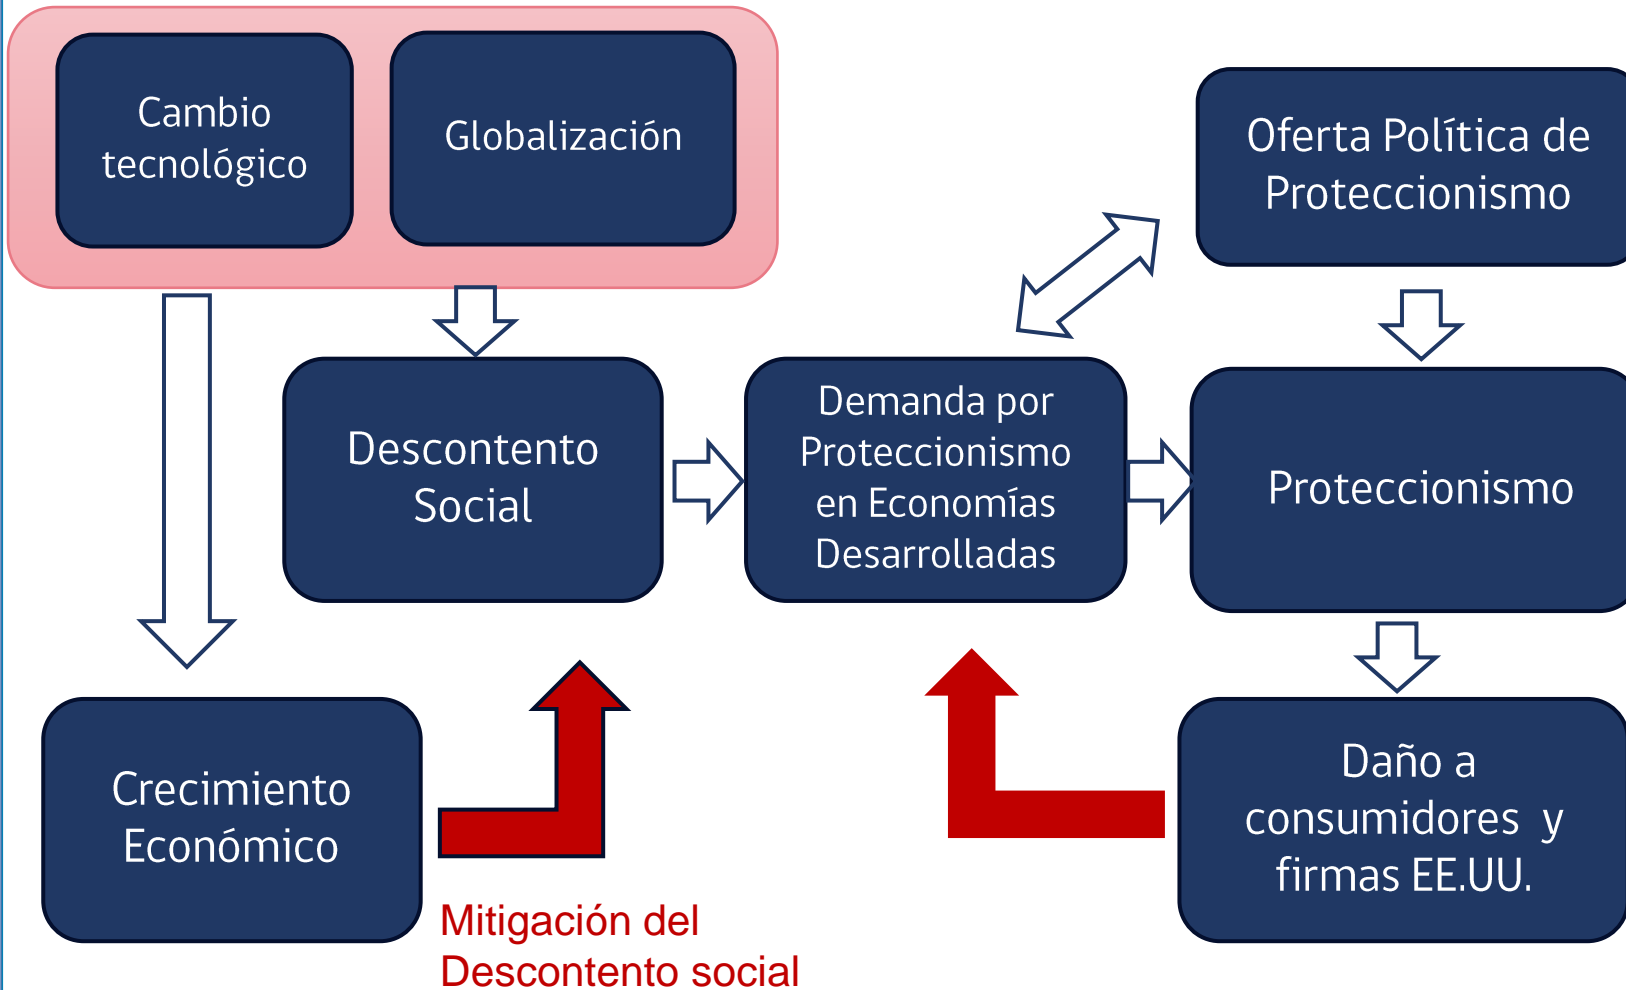 Cambio
tecnológico
Globalización
Oferta Política de
Proteccionismo
Descontento
Social
Demanda por
Proteccionismo
en Economías
Desarrolladas
Proteccionismo
Crecimiento
Económico
Daño a
consumidores y
firmas EE.UU.
Mitigación del
Descontento social